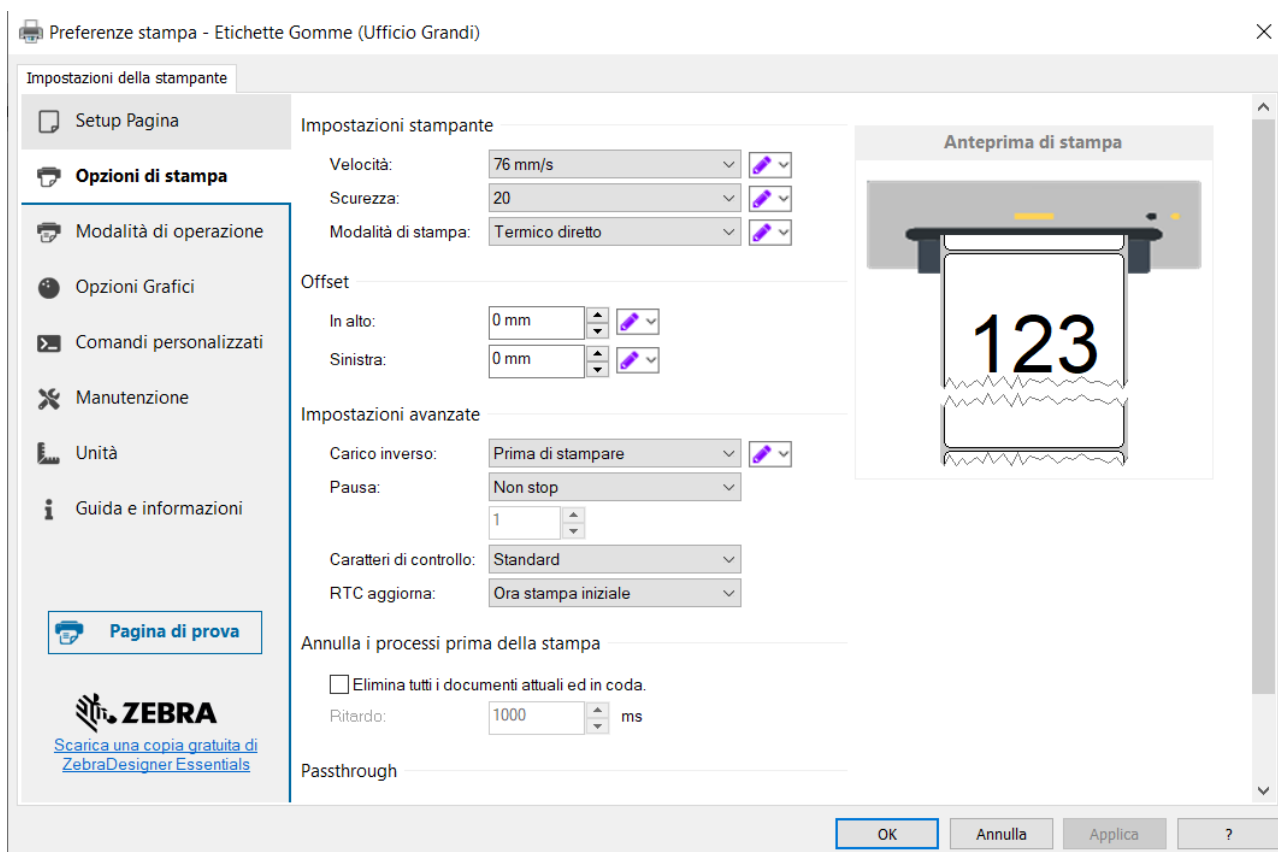 Preferenze stampa - Etichette Gomme (Ufficio Grandi)
Impostazioni della stampante
Setup Pagina
Opzioni di stampa
Modalità di operazione
Opzioni Grafici
Comandi personalizzati
Manutenzione
Unità
Guida e informazioni
Pagina di prova
ZEBRA
Scarica una copia gratuita di
ZebraDesigner Essentials
Impostazioni stampante
Velocità: 76 mm/s
Scurezza: 20
Modalità di stampa: Termico diretto
Offset
In alto: 0 mm
Sinistra: 0 mm
Impostazioni avanzate
Carico inverso: Prima di stampare
Pausa: Non stop
1
Caratteri di controllo: Standard
RTC aggiorna: Ora stampa iniziale
Annulla i processi prima della stampa
Elimina tutti i documenti attuali ed in coda.
Ritardo: 1000 ms
Passthrough
Anteprima di stampa
123
OK Annulla Applica ?